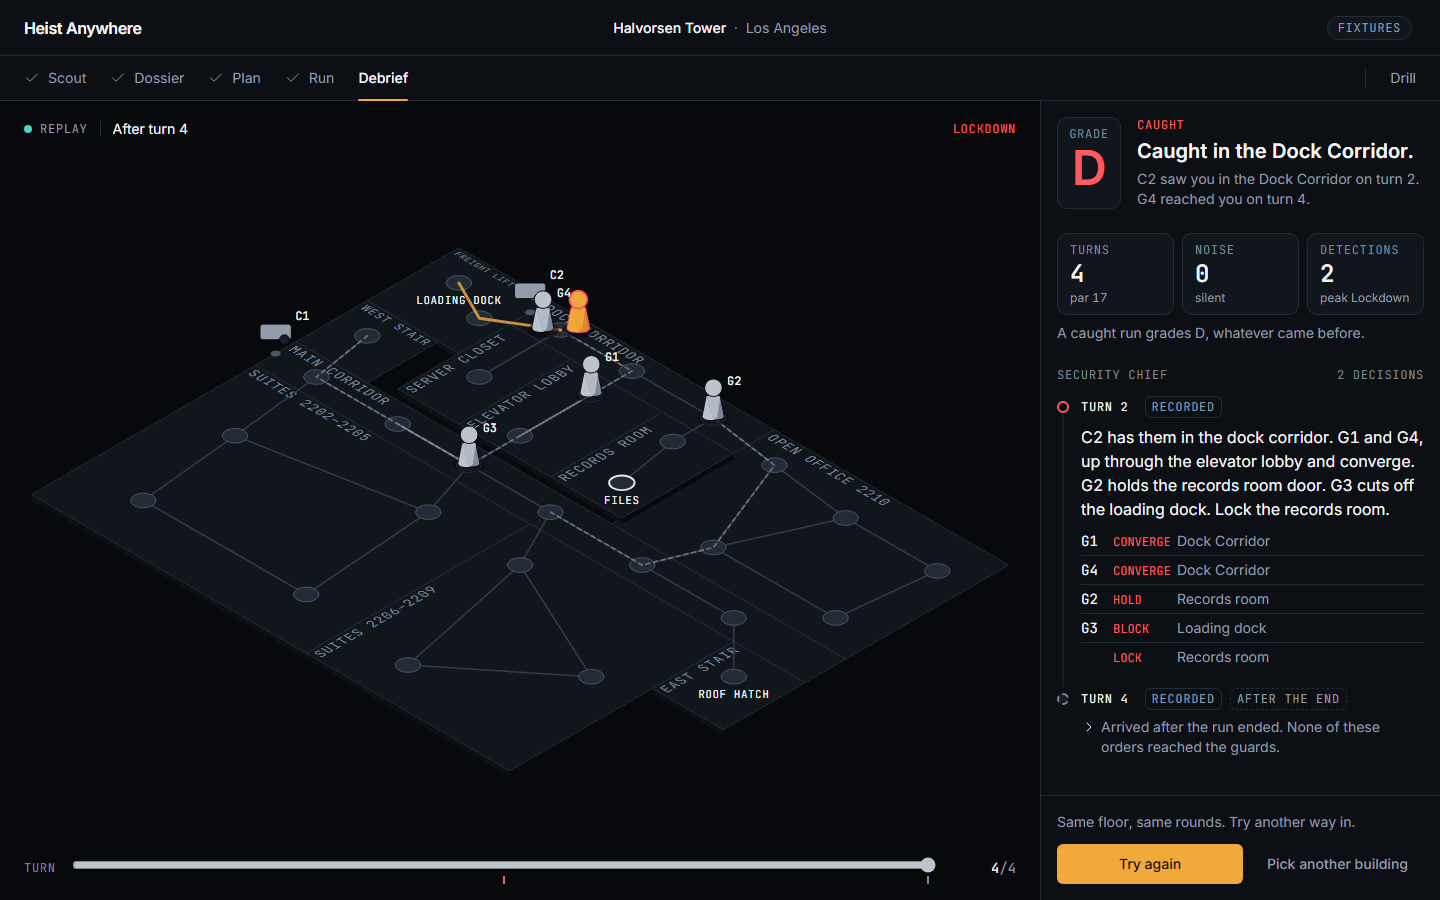 Heist Anywhere
Halvorsen Tower · Los Angeles
FIXTURES
Scout
Dossier
Plan
Run
Debrief
Drill
REPLAY
After turn 4
LOCKDOWN
FREIGHT LIFT
C2
LOADING DOCK
G4
C1
WEST STAIR
MAIN CORRIDOR
SERVER CLOSET
SUITES 2202-2205
ELEVATOR LOBBY
G1
G2
G3
RECORDS ROOM
OPEN OFFICE 2210
FILES
SUITES 2206-2209
EAST STAIR
ROOF HATCH
TURN
4/4
GRADE
D
CAUGHT
Caught in the Dock Corridor.
C2 saw you in the Dock Corridor on turn 2.
G4 reached you on turn 4.
TURNS
4
par 17
NOISE
0
silent
DETECTIONS
2
peak Lockdown
A caught run grades D, whatever came before.
SECURITY CHIEF
2 DECISIONS
TURN 2
RECORDED
C2 has them in the dock corridor. G1 and G4,
up through the elevator lobby and converge.
G2 holds the records room door. G3 cuts off
the loading dock. Lock the records room.
G1 CONVERGE Dock Corridor
G4 CONVERGE Dock Corridor
G2 HOLD Records room
G3 BLOCK Loading dock
LOCK Records room
TURN 4
RECORDED
AFTER THE END
Arrived after the run ended. None of these
orders reached the guards.
Same floor, same rounds. Try another way in.
Try again
Pick another building